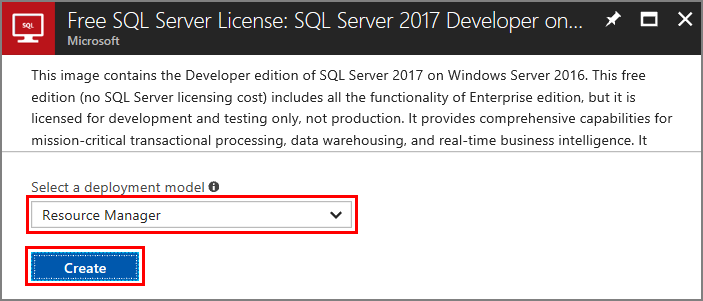 SQL
Free SQL Server License: SQL Server 2017 Developer on...
Microsoft
This image contains the Developer edition of SQL Server 2017 on Windows Server 2016. This free
edition (no SQL Server licensing cost) includes all the functionality of Enterprise edition, but it is
licensed for development and testing only, not production. It provides comprehensive capabilities for
mission-critical transactional processing, data warehousing, and real-time business intelligence. It
Select a deployment model
Resource Manager
Create